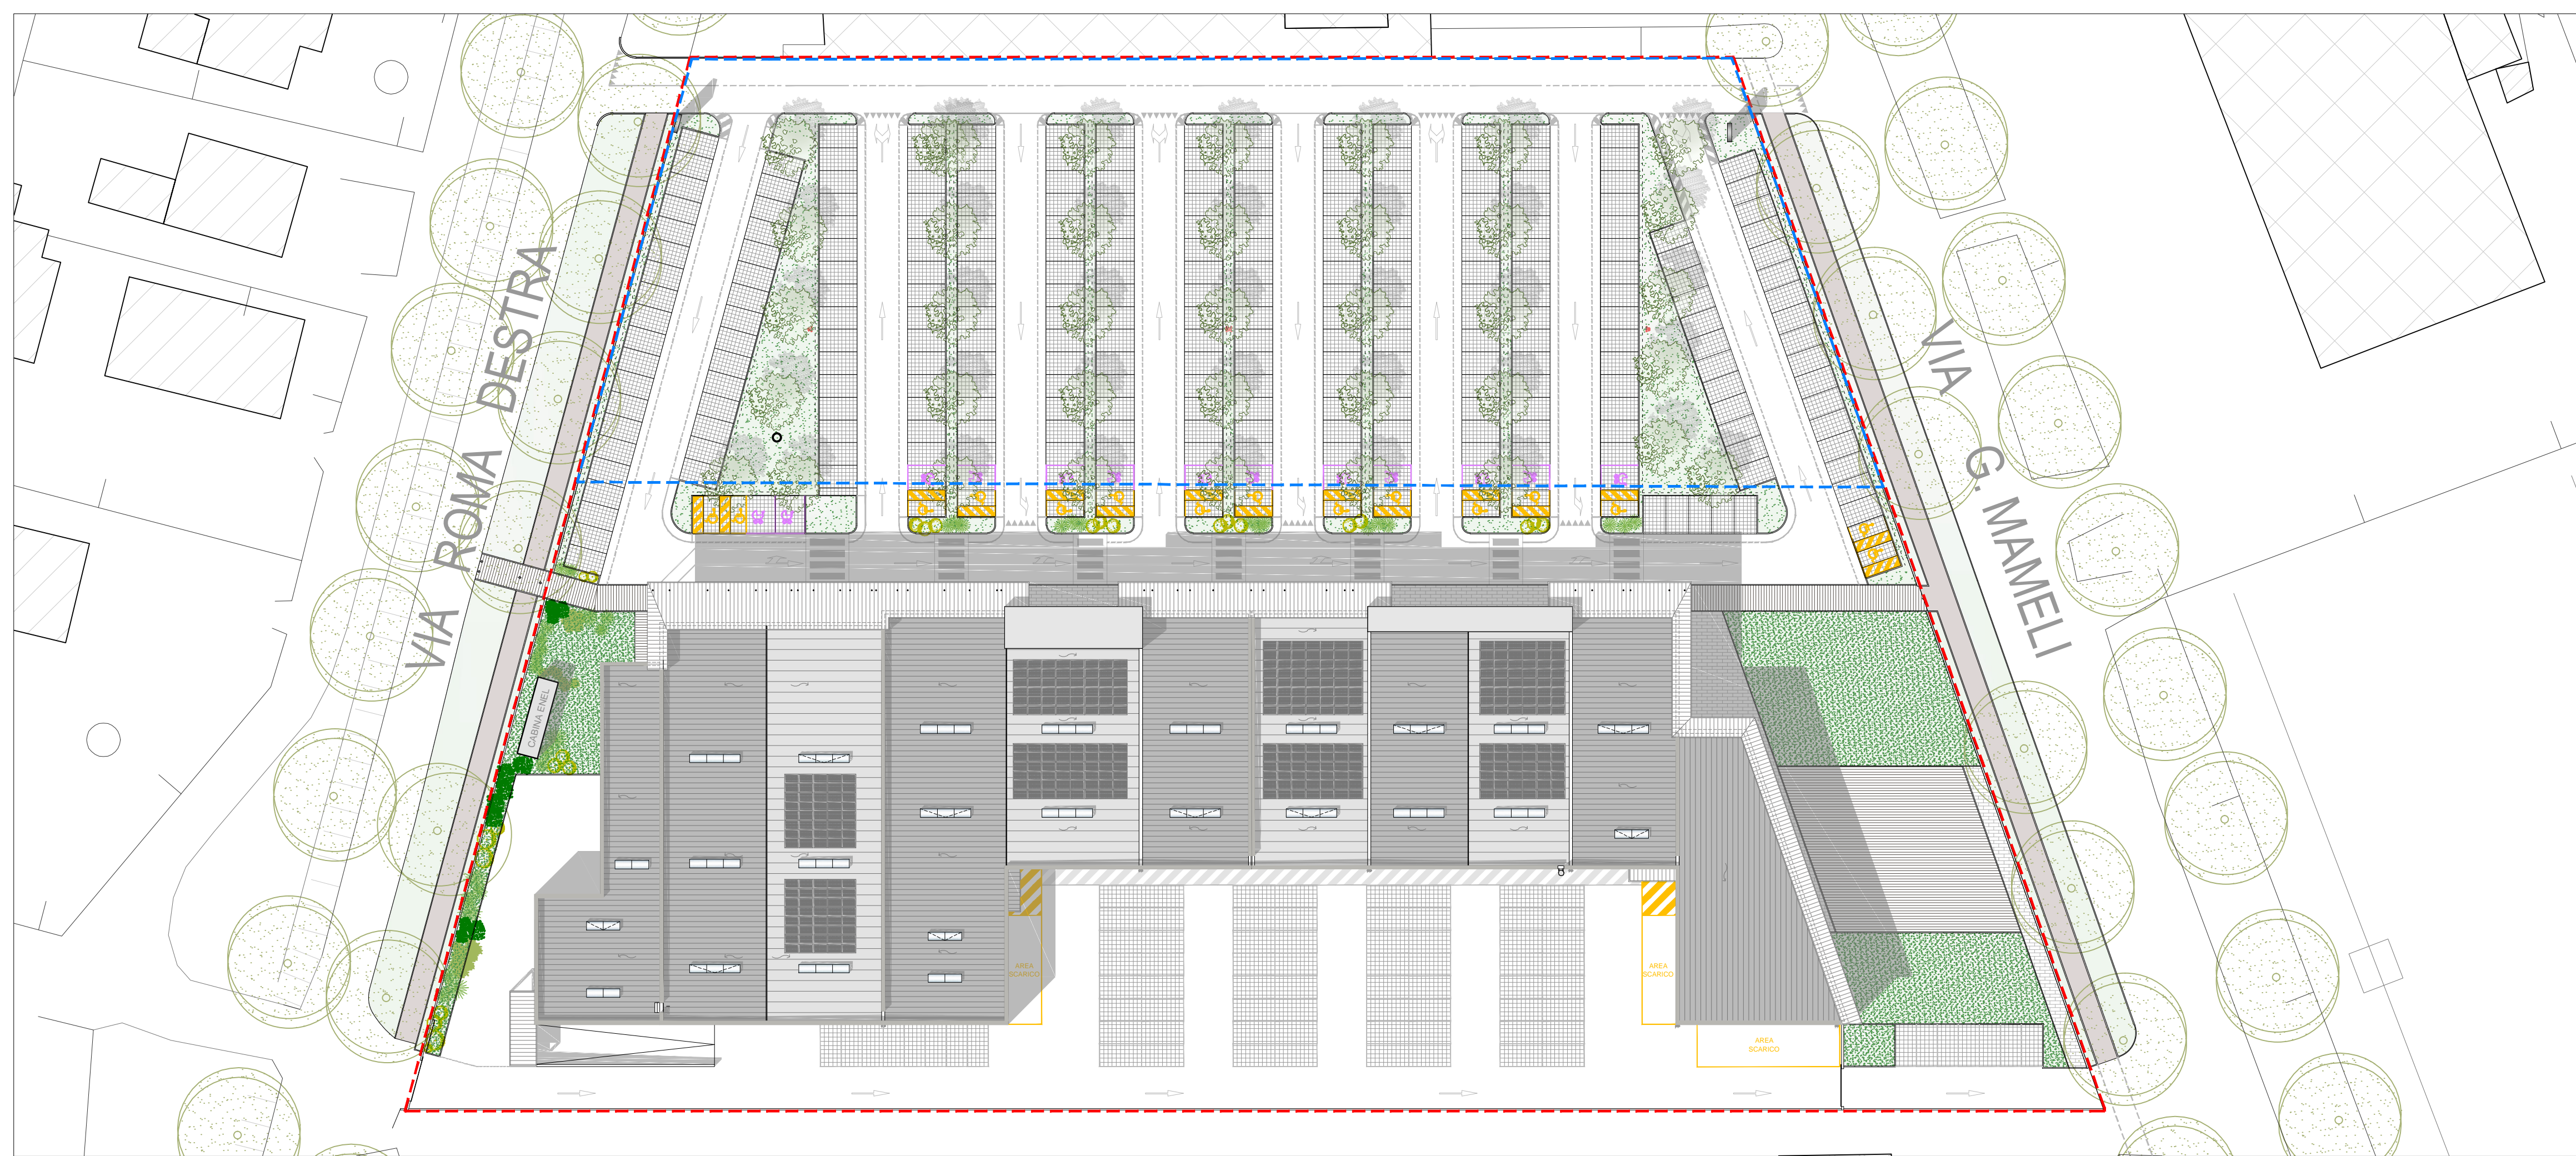 VIA ROMA DESTRA
VIA G. MAMELI
CABINA ENEL
AREA
SCARICO
AREA
SCARICO
AREA
SCARICO